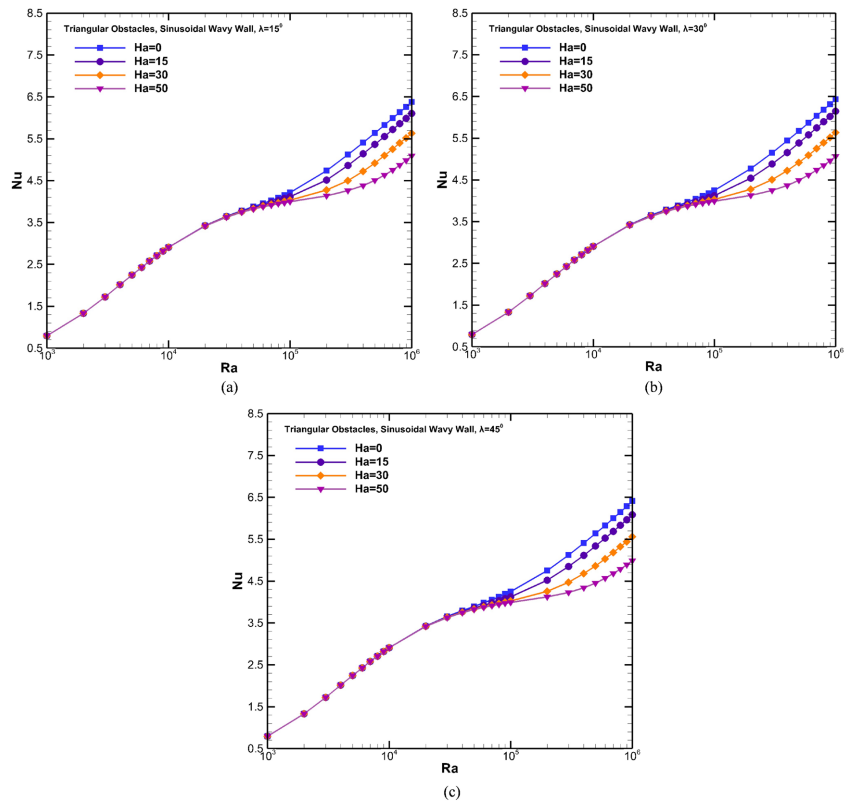 Triangular Obstacles, Sinusoidal Wavy Wall, λ=15⁰
Ha=0
Ha=15
Ha=30
Ha=50
Nu
8.5
7.5
6.5
5.5
4.5
3.5
2.5
1.5
0.5
10³ 10⁴ 10⁵ 10⁶
Ra
(a)
Triangular Obstacles, Sinusoidal Wavy Wall, λ=30⁰
Ha=0
Ha=15
Ha=30
Ha=50
Nu
8.5
7.5
6.5
5.5
4.5
3.5
2.5
1.5
0.5
10³ 10⁴ 10⁵ 10⁶
Ra
(b)
Triangular Obstacles, Sinusoidal Wavy Wall, λ=45⁰
Ha=0
Ha=15
Ha=30
Ha=50
Nu
8.5
7.5
6.5
5.5
4.5
3.5
2.5
1.5
0.5
10³ 10⁴ 10⁵ 10⁶
Ra
(c)